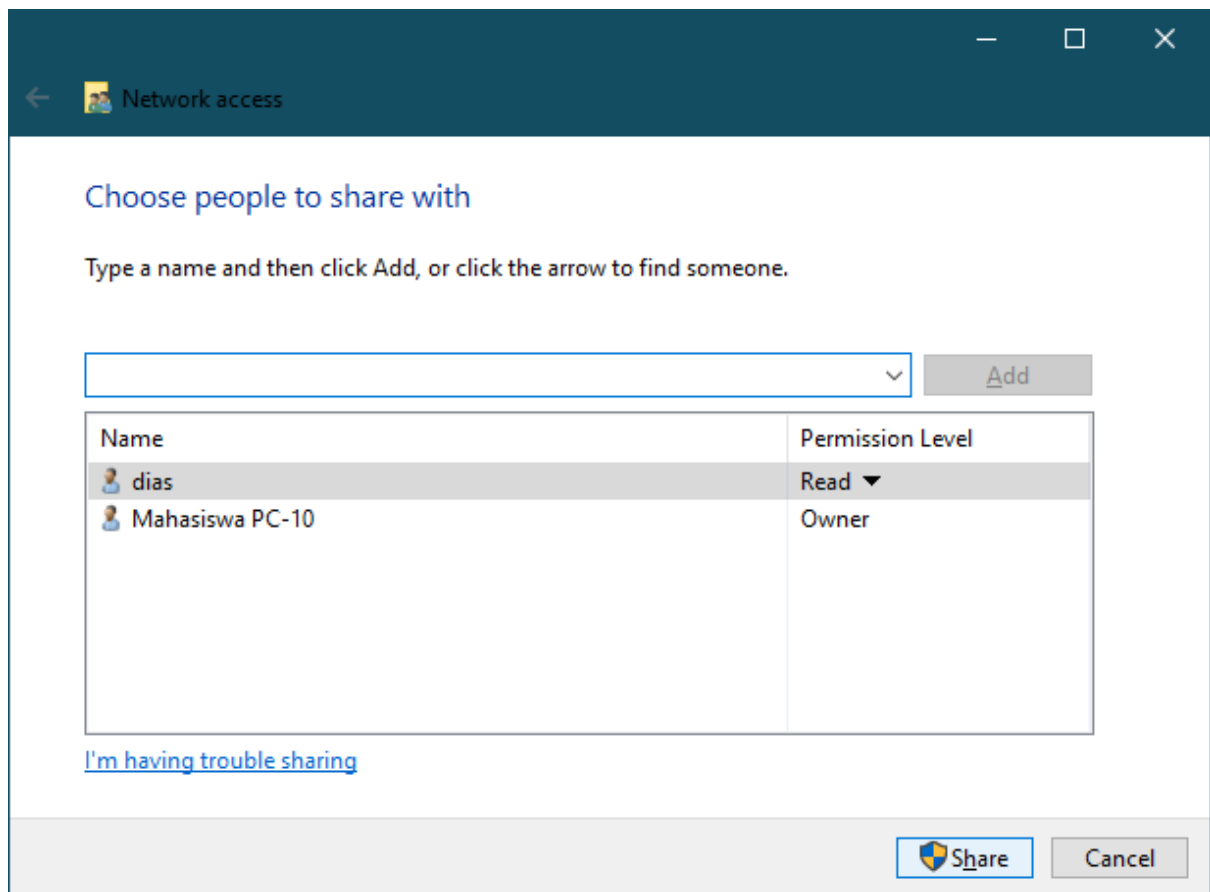 Network access
Choose people to share with
Type a name and then click Add, or click the arrow to find someone.
Add
Name Permission Level
dias Read
Mahasiswa PC-10 Owner
I'm having trouble sharing
Share Cancel